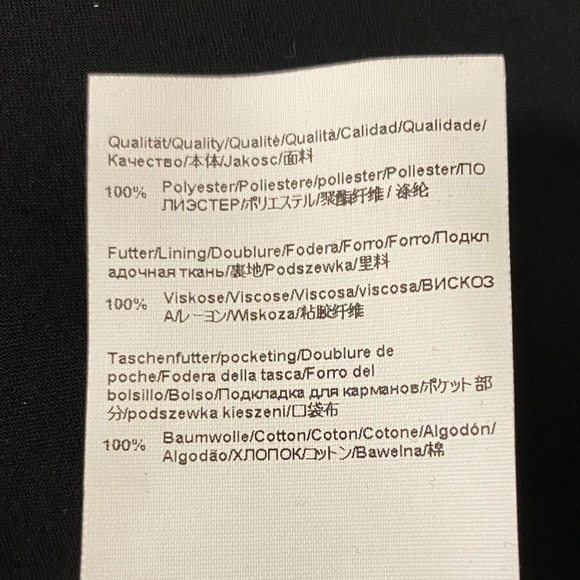 Qualität/Quality/Qualité/Qualità/Calidad/Qualidade/
Качество/本体/Jakosc/面料
100% Polyester/Poliestere/poliester/Poliester/ПО
ЛИЭСТЕР/ポリエステル/聚酯纤维/ 涤纶
Futter/Lining/Doublure/Fodera/Forro/Forro/Подкл
адочная ткань/裏地/Podszewka/里料
100% Viskose/Viscose/Viscosa/viscosa/ВИСКОЗ
А/レーヨン/Wiskoza/粘胶纤维
Taschenfutter/pocketing/Doublure de
poche/Fodera della tasca/Forro del
bolsillo/Bolso/Подкладка для карманов/ポケット部
分/podszewka kieszeni/口袋布
100% Baumwolle/Cotton/Coton/Cotone/Algodón/
Algodão/ХЛОПОК/コットン/Bawelna/棉